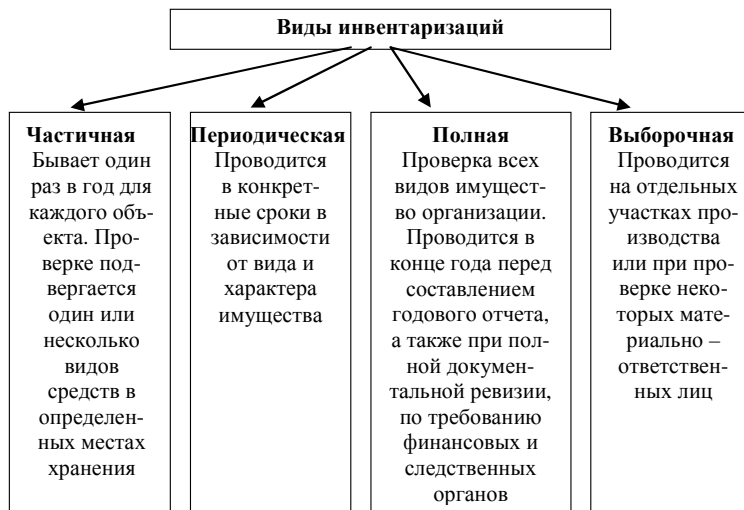 Виды инвентаризаций
Частичная
Бывает один
раз в год для
каждого объ-
екта. Про-
верке под-
вергается
один или
несколько
видов
средств в
определен-
ных местах
хранения
Периодическая
Проводится
в конкрет-
ные сроки в
зависимости
от вида и
характера
имущества
Полная
Проверка всех
видов имущест-
во организации.
Проводится в
конце года перед
составлением
годового отчета,
а также при пол-
ной докумен-
тальной ревизии,
по требованию
финансовых и
следственных
органов
Выборочная
Проводится
на отдельных
участках про-
изводства
или при про-
верке неко-
торых мате-
риально –
ответствен-
ных лиц